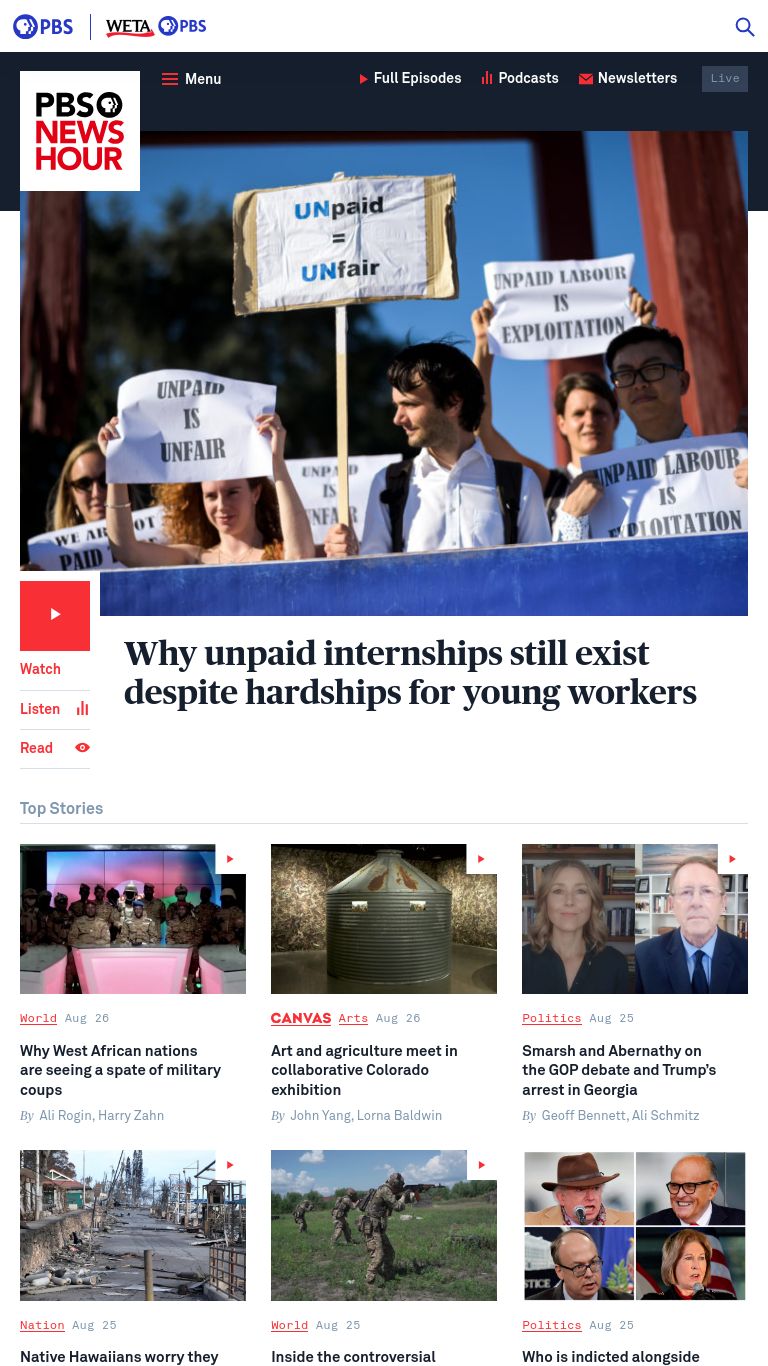 PBS
WETA PBS
Menu
Full Episodes
Podcasts
Newsletters
Live
PBS
NEWS
HOUR
UNpaid
=
UNfair
UNPAID LABOUR
IS
EXPLOITATION
UNPAID
IS
UNFAIR
UNPAID
IS
UNFAIR
UNPAID LABOUR
IS
EXPLOITATION
WE ARE NOT
PAID
Watch
Listen
Read
Why unpaid internships still exist
despite hardships for young workers
Top Stories
World Aug 26
Why West African nations
are seeing a spate of military
coups
By Ali Rogin, Harry Zahn
CANVAS Arts Aug 26
Art and agriculture meet in
collaborative Colorado
exhibition
By John Yang, Lorna Baldwin
Politics Aug 25
Smarsh and Abernathy on
the GOP debate and Trump’s
arrest in Georgia
By Geoff Bennett, Ali Schmitz
Nation Aug 25
Native Hawaiians worry they
World Aug 25
Inside the controversial
STICE
Politics Aug 25
Who is indicted alongside